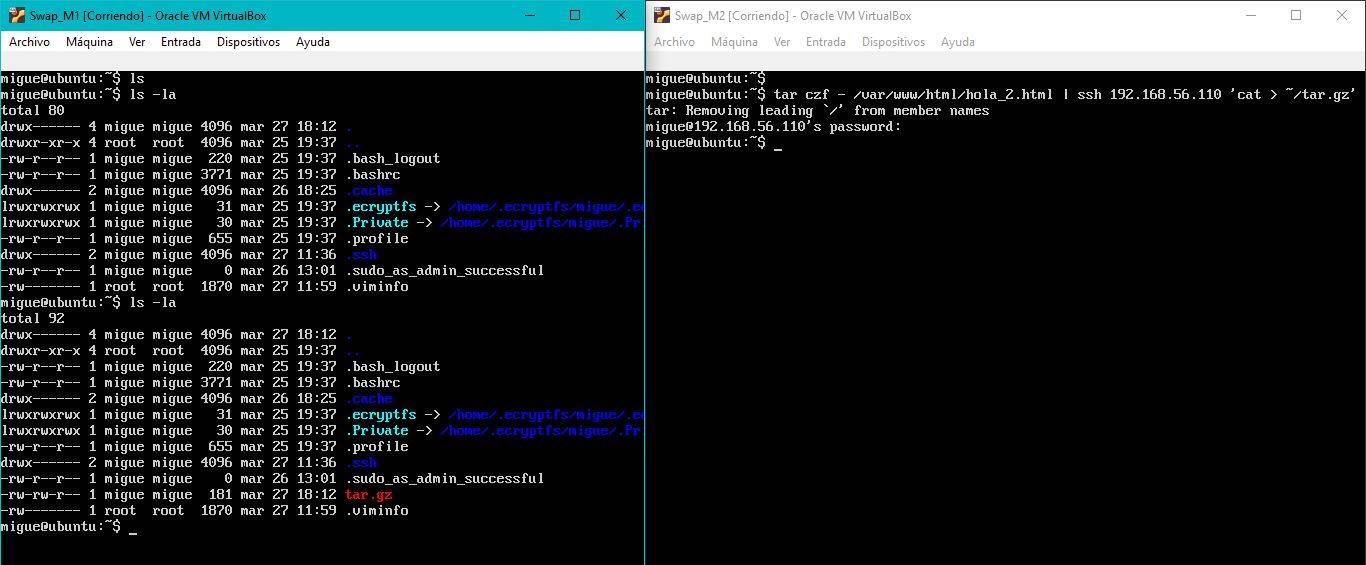 Swap_M1 [Corriendo] - Oracle VM VirtualBox
Archivo Máquina Ver Entrada Dispositivos Ayuda
migue@ubuntu:~$ ls
migue@ubuntu:~$ ls -la
total 80
drwx------ 4 migue migue 4096 mar 27 18:12 .
drwxr-xr-x 4 root  root  4096 mar 25 19:37 ..
-rw-r--r-- 1 migue migue  220 mar 25 19:37 .bash_logout
-rw-r--r-- 1 migue migue 3771 mar 25 19:37 .bashrc
drwx------ 2 migue migue 4096 mar 26 18:25 .cache
lrwxrwxrwx 1 migue migue   31 mar 25 19:37 .ecryptfs -> /home/.ecryptfs/migue/.ec
lrwxrwxrwx 1 migue migue   30 mar 25 19:37 .Private -> /home/.ecryptfs/migue/.Pr
-rw-r--r-- 1 migue migue  655 mar 25 19:37 .profile
drwx------ 2 migue migue 4096 mar 27 11:36 .ssh
-rw-r--r-- 1 migue migue    0 mar 26 13:01 .sudo_as_admin_successful
-rw------- 1 root  root  1870 mar 27 11:59 .viminfo
migue@ubuntu:~$ ls -la
total 92
drwx------ 4 migue migue 4096 mar 27 18:12 .
drwxr-xr-x 4 root  root  4096 mar 25 19:37 ..
-rw-r--r-- 1 migue migue  220 mar 25 19:37 .bash_logout
-rw-r--r-- 1 migue migue 3771 mar 25 19:37 .bashrc
drwx------ 2 migue migue 4096 mar 26 18:25 .cache
lrwxrwxrwx 1 migue migue   31 mar 25 19:37 .ecryptfs -> /home/.ecryptfs/migue/.ec
lrwxrwxrwx 1 migue migue   30 mar 25 19:37 .Private -> /home/.ecryptfs/migue/.Pr
-rw-r--r-- 1 migue migue  655 mar 25 19:37 .profile
drwx------ 2 migue migue 4096 mar 27 11:36 .ssh
-rw-r--r-- 1 migue migue    0 mar 26 13:01 .sudo_as_admin_successful
-rw-rw-r-- 1 migue migue  181 mar 27 18:12 tar.gz
-rw------- 1 root  root  1870 mar 27 11:59 .viminfo
migue@ubuntu:~$ _
Swap_M2 [Corriendo] - Oracle VM VirtualBox
Archivo Máquina Ver Entrada Dispositivos Ayuda
migue@ubuntu:~$
migue@ubuntu:~$ tar czf - /var/www/html/hola_2.html | ssh 192.168.56.110 'cat > ~/tar.gz'
tar: Removing leading `/' from member names
migue@192.168.56.110's password:
migue@ubuntu:~$ _